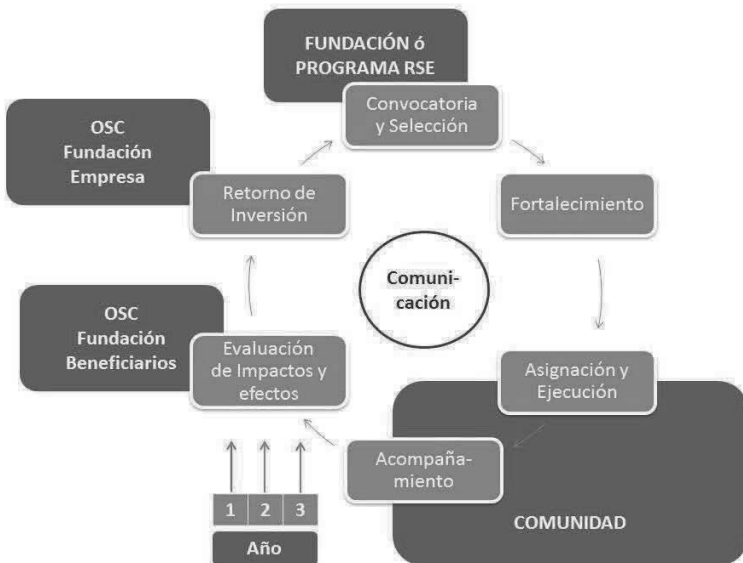 FUNDACIÓN ó
PROGRAMA RSE
Convocatoria
y Selección
OSC
Fundación
Empresa
Retorno de
Inversión
Fortalecimiento
Comuni-
cación
OSC
Fundación
Beneficiarios
Evaluación
de Impactos y
efectos
Asignación y
Ejecución
Acompaña-
miento
COMUNIDAD
1 2 3
Año